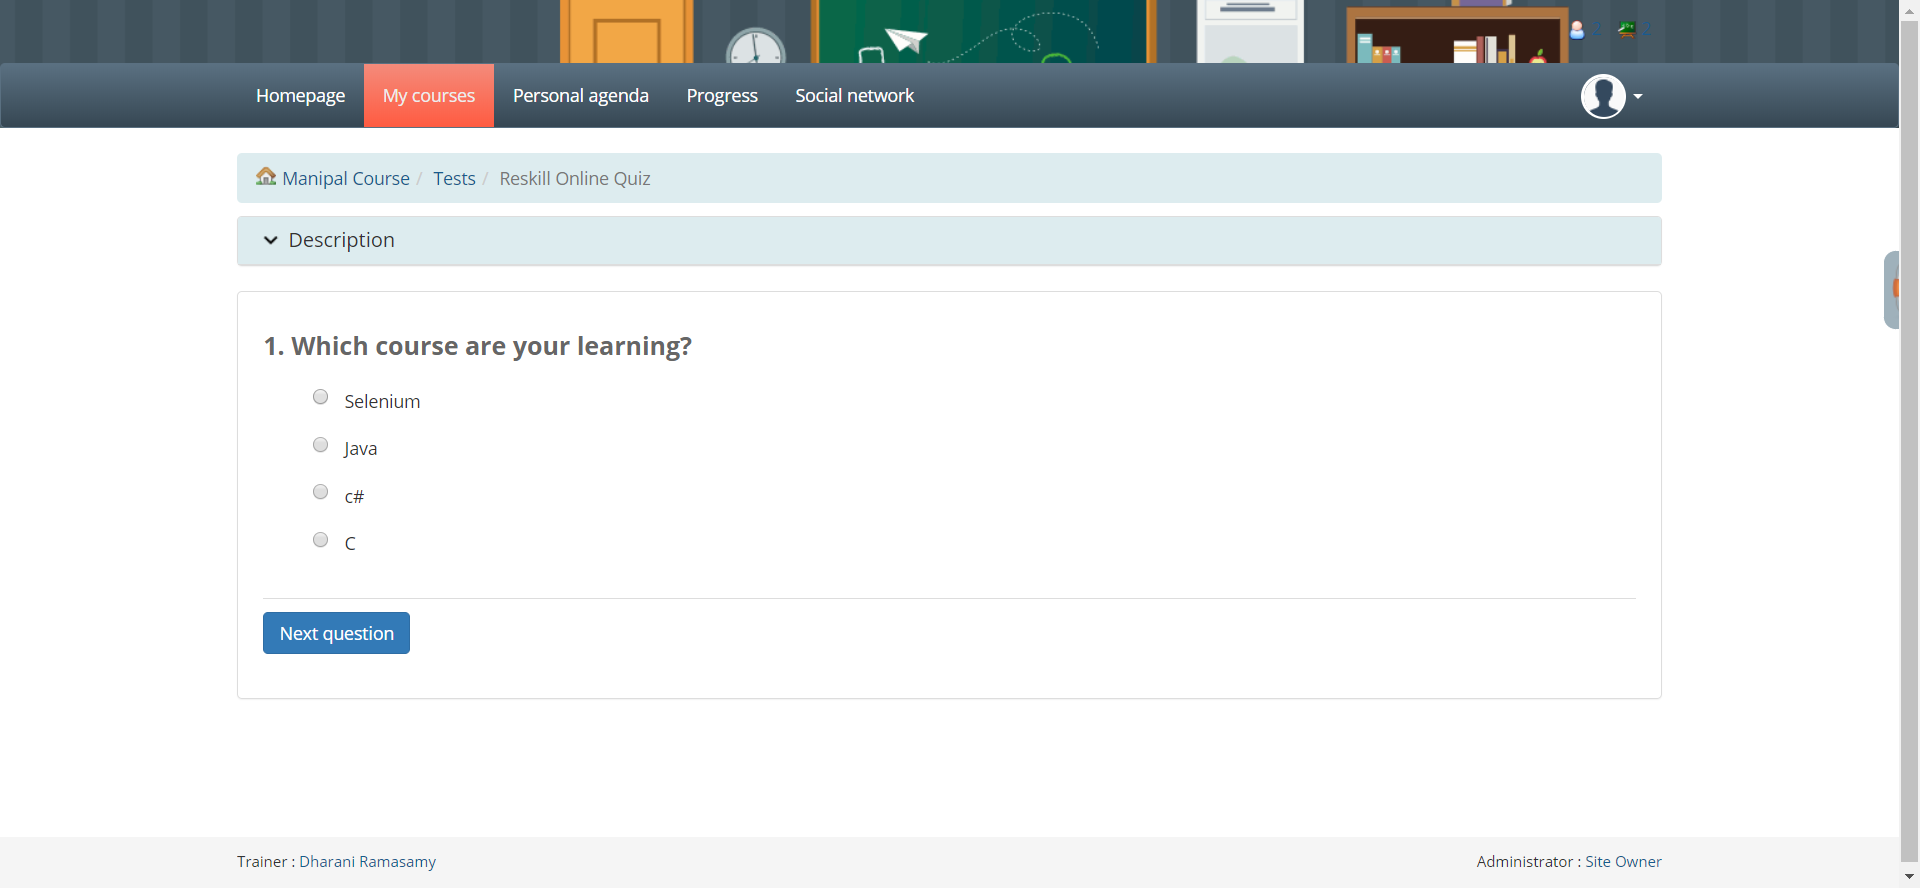 2 2
Homepage My courses Personal agenda Progress Social network
Manipal Course / Tests / Reskill Online Quiz
Description
1. Which course are your learning?
Selenium
Java
c#
C
Next question
Trainer : Dharani Ramasamy Administrator : Site Owner